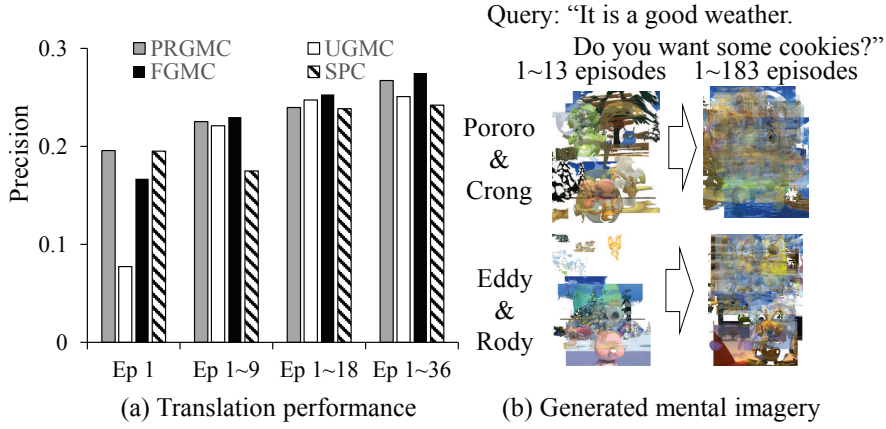 0.3
0.2
0.1
0
Precision
PRGMC
UGMC
FGMC
SPC
Ep 1
Ep 1~9
Ep 1~18
Ep 1~36
(a) Translation performance
Query: “It is a good weather.
Do you want some cookies?”
1~13 episodes
1~183 episodes
Pororo
&
Crong
Eddy
&
Rody
(b) Generated mental imagery